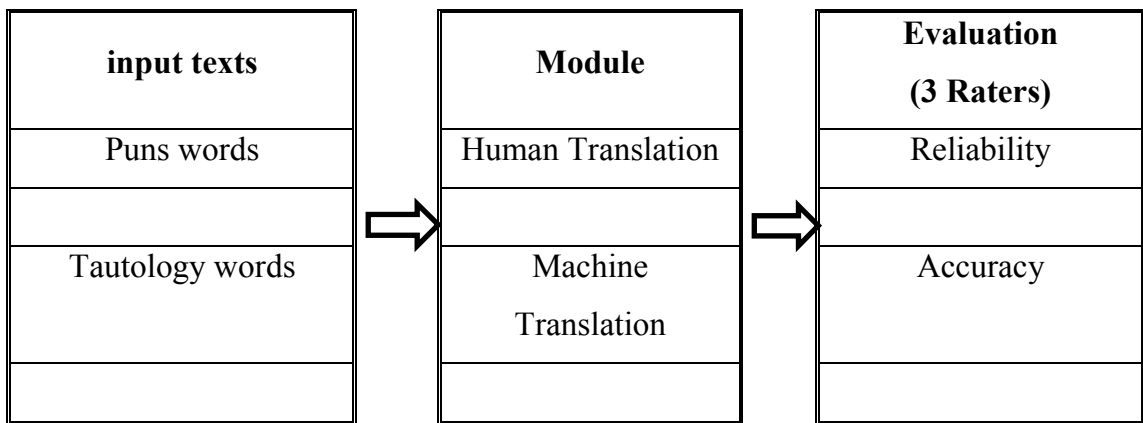 input texts
Puns words
Tautology words
Module
Human Translation
Machine
Translation
Evaluation
(3 Raters)
Reliability
Accuracy